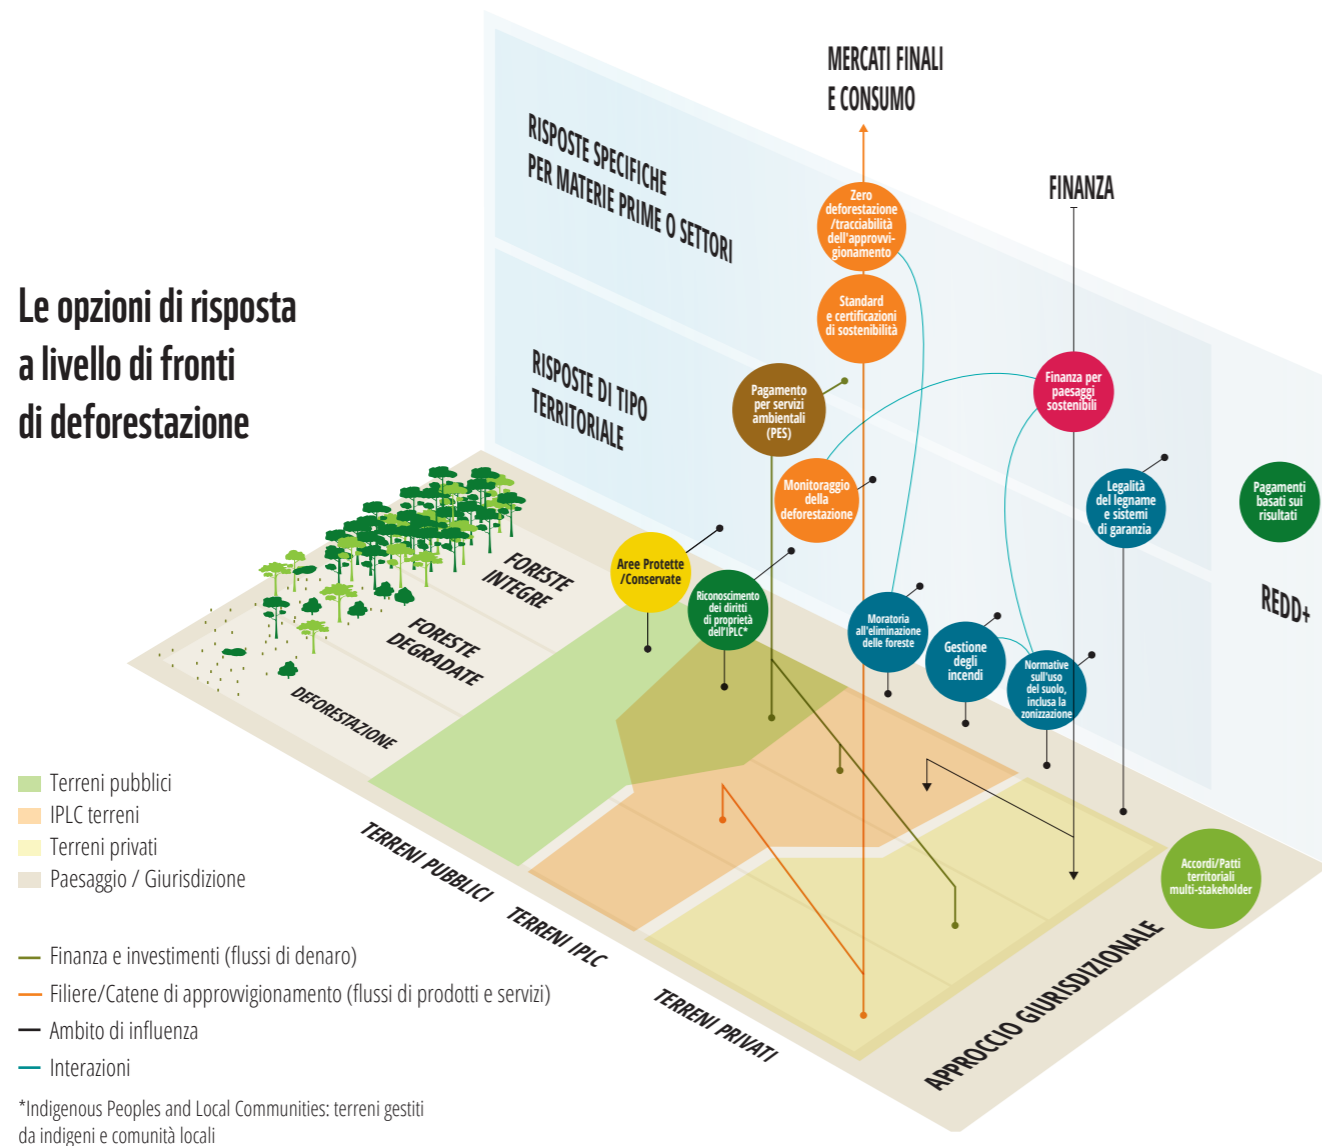 Le opzioni di risposta
a livello di fronti
di deforestazione
MERCATI FINALI
E CONSUMO
FINANZA
RISPOSTE SPECIFICHE
PER MATERIE PRIME O SETTORI
RISPOSTE DI TIPO
TERRITORIALE
Zero
deforestazione
/tracciabilità
dell'approvvi-
gionamento
Standard
e certificazioni
di sostenibilità
Pagamento
per servizi
ambientali
(PES)
Finanza per
paesaggi
sostenibili
Monitoraggio
della
deforestazione
Legalità
del legname
e sistemi
di garanzia
Pagamenti
basati sui
risultati
REDD+
Aree Protette
/Conservate
Riconoscimento
dei diritti
di proprietà
dell'IPLC*
Moratoria
all'eliminazione
delle foreste
Gestione
degli
incendi
Normative
sull'uso
del suolo,
inclusa la
zonizzazione
Accordi/Patti
territoriali
multi-stakeholder
FORESTE
INTEGRE
FORESTE
DEGRADATE
DEFORESTAZIONE
TERRENI PUBBLICI
TERRENI IPLC
TERRENI PRIVATI
APPROCCIO GIURISDIZIONALE
Terreni pubblici
IPLC terreni
Terreni privati
Paesaggio / Giurisdizione
Finanza e investimenti (flussi di denaro)
Filiere/Catene di approvvigionamento (flussi di prodotti e servizi)
Ambito di influenza
Interazioni
*Indigenous Peoples and Local Communities: terreni gestiti
da indigeni e comunità locali